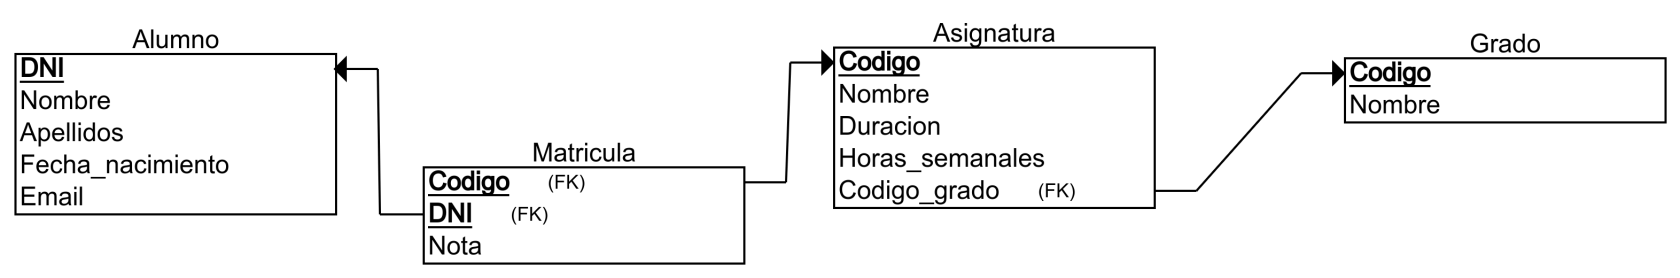 Alumno
DNI
Nombre
Apellidos
Fecha_nacimiento
Email
Matricula
Codigo (FK)
DNI (FK)
Nota
Asignatura
Codigo
Nombre
Duracion
Horas_semanales
Codigo_grado (FK)
Grado
Codigo
Nombre